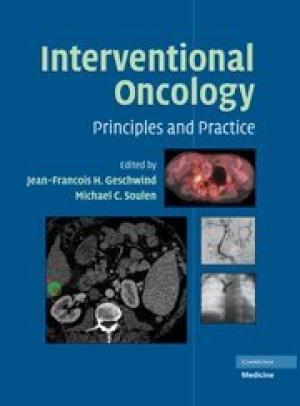 Interventional
Oncology
Principles and Practice
Edited by
Jean-Francois H. Geschwind
Michael C. Soulen
CAMBRIDGE
Medicine